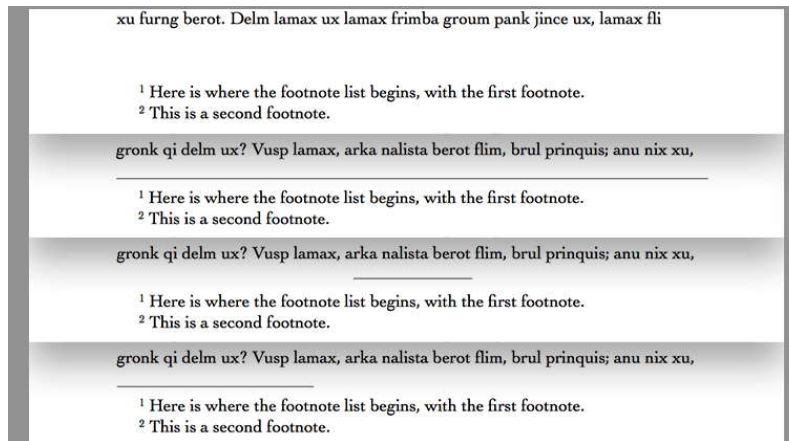 xu furng berot. Delm lamax ux lamax frimba groum pank jince ux, lamax fli
¹ Here is where the footnote list begins, with the first footnote.
² This is a second footnote.
gronk qi delm ux? Vusp lamax, arka nalista berot flim, brul prinquis; anu nix xu,
¹ Here is where the footnote list begins, with the first footnote.
² This is a second footnote.
gronk qi delm ux? Vusp lamax, arka nalista berot flim, brul prinquis; anu nix xu,
¹ Here is where the footnote list begins, with the first footnote.
² This is a second footnote.
gronk qi delm ux? Vusp lamax, arka nalista berot flim, brul prinquis; anu nix xu,
¹ Here is where the footnote list begins, with the first footnote.
² This is a second footnote.